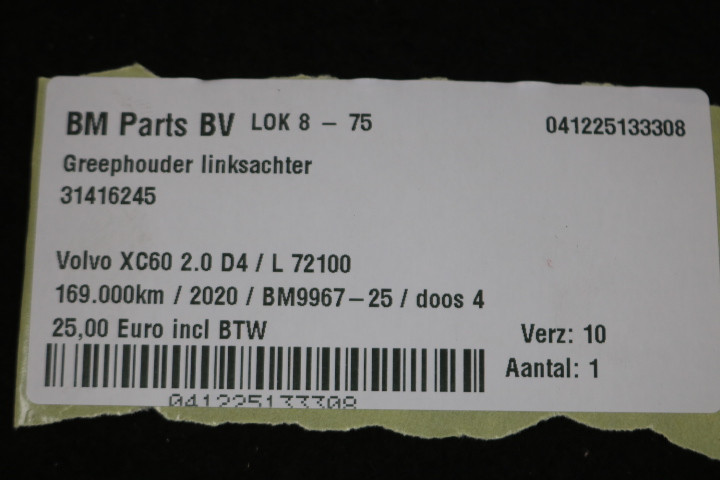 BM Parts BV LOK 8 – 75 041225133308
Greephouder linksachter
31416245
Volvo XC60 2.0 D4 / L 72100
169.000km / 2020 / BM9967–25 / doos 4
25,00 Euro incl BTW Verz: 10
Aantal: 1
041225133308